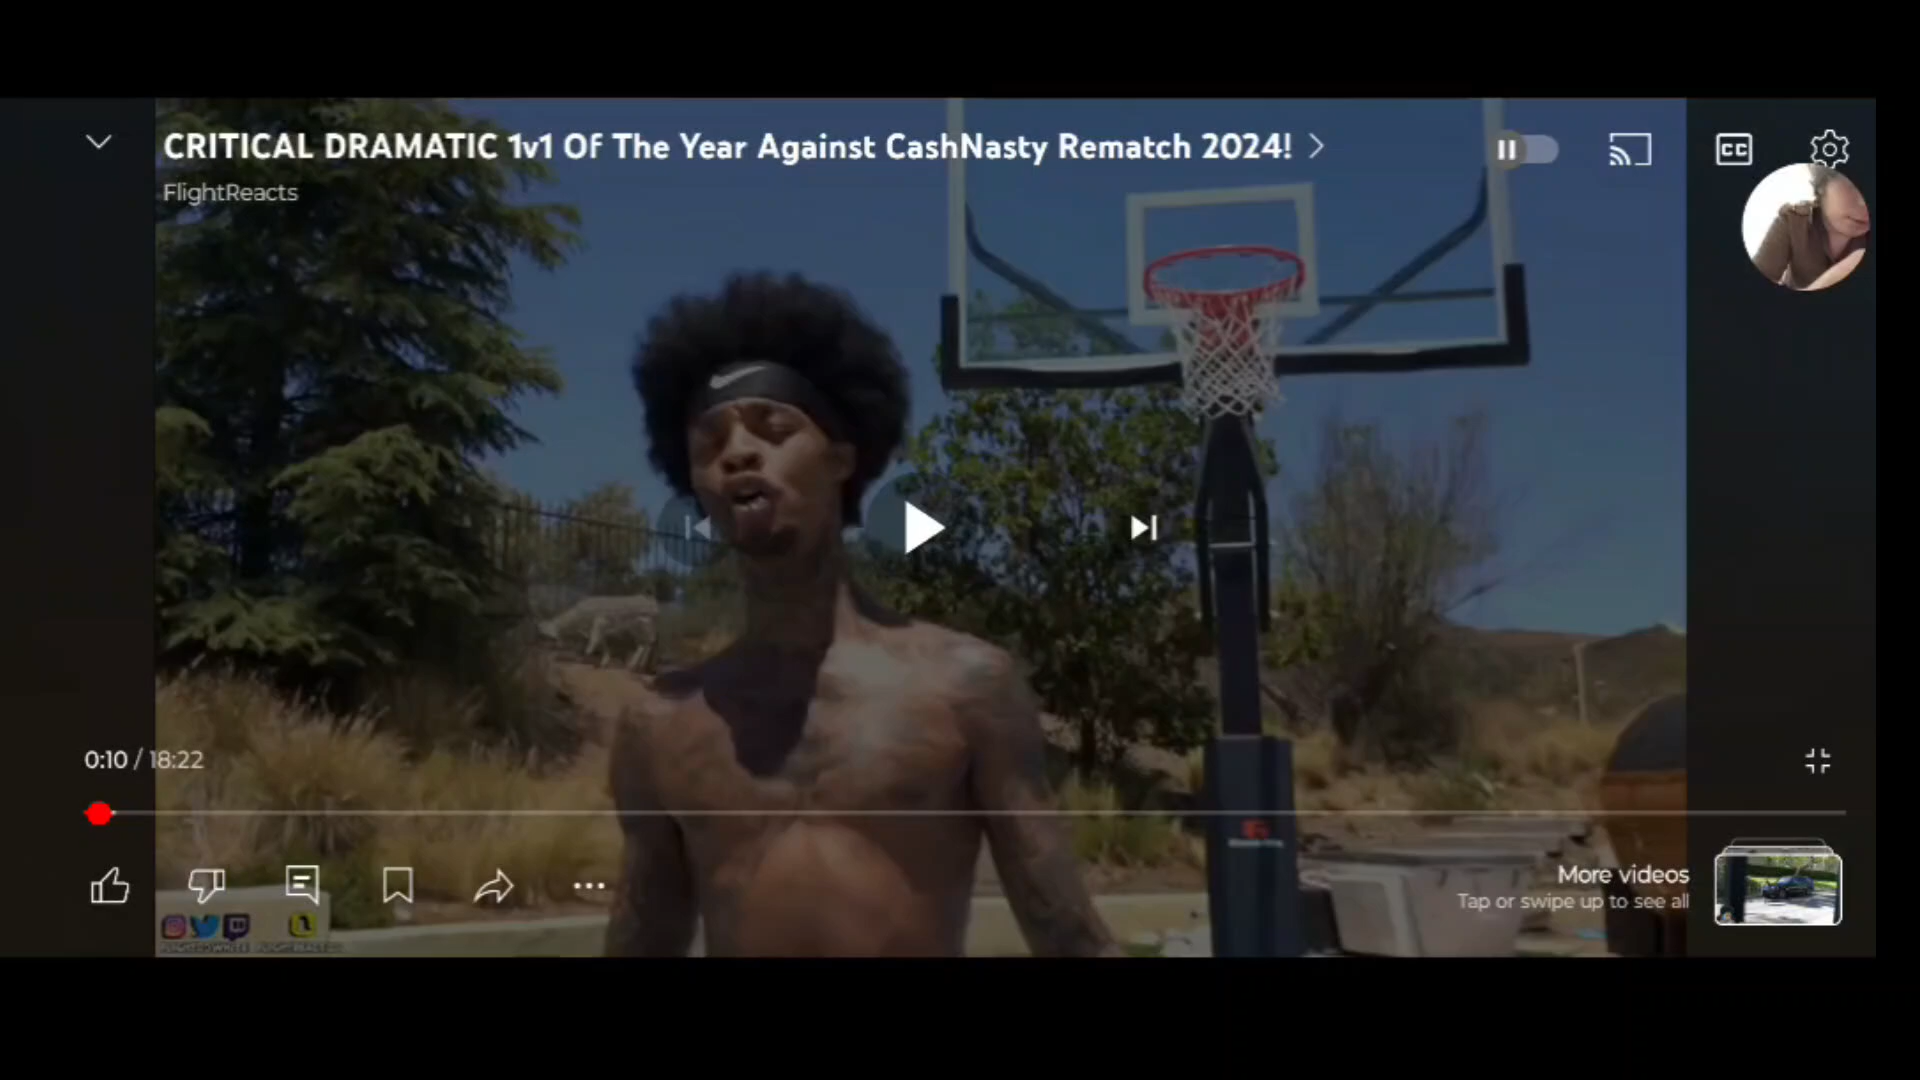 CRITICAL DRAMATIC 1v1 OF The Year Against CashNasty Rematch 2024!
FlightReacts
CC
0:10 / 18:22
More videos
Tap or swipe up to see all